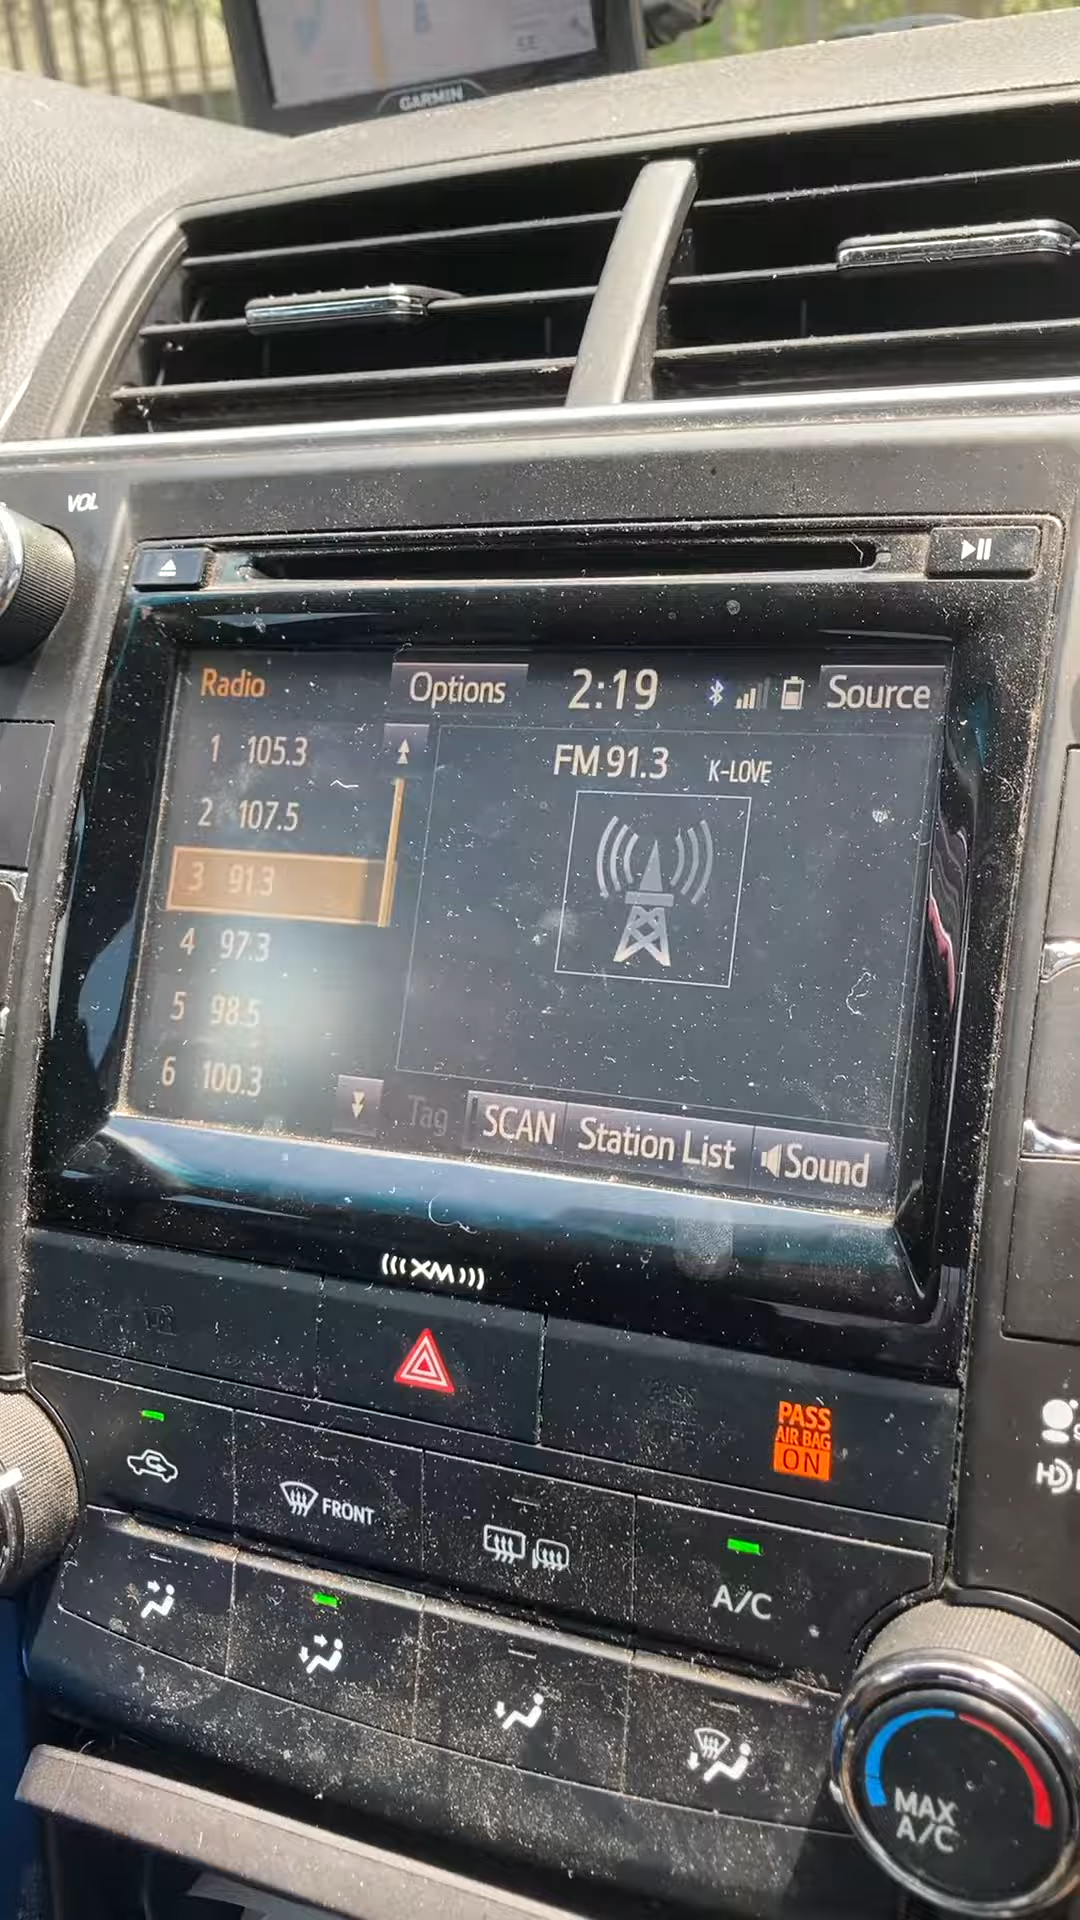 SE
GARMIN
VOL
Radio
Options
2:19
Source
1 105.3
2 107.5
3 91.3
4 97.3
5 98.5
6 100.3
FM 91.3 K-LOVE
Tag
SCAN
Station List
Sound
XM
PASS
AIR BAG
ON
FRONT
A/C
MAX
A/C